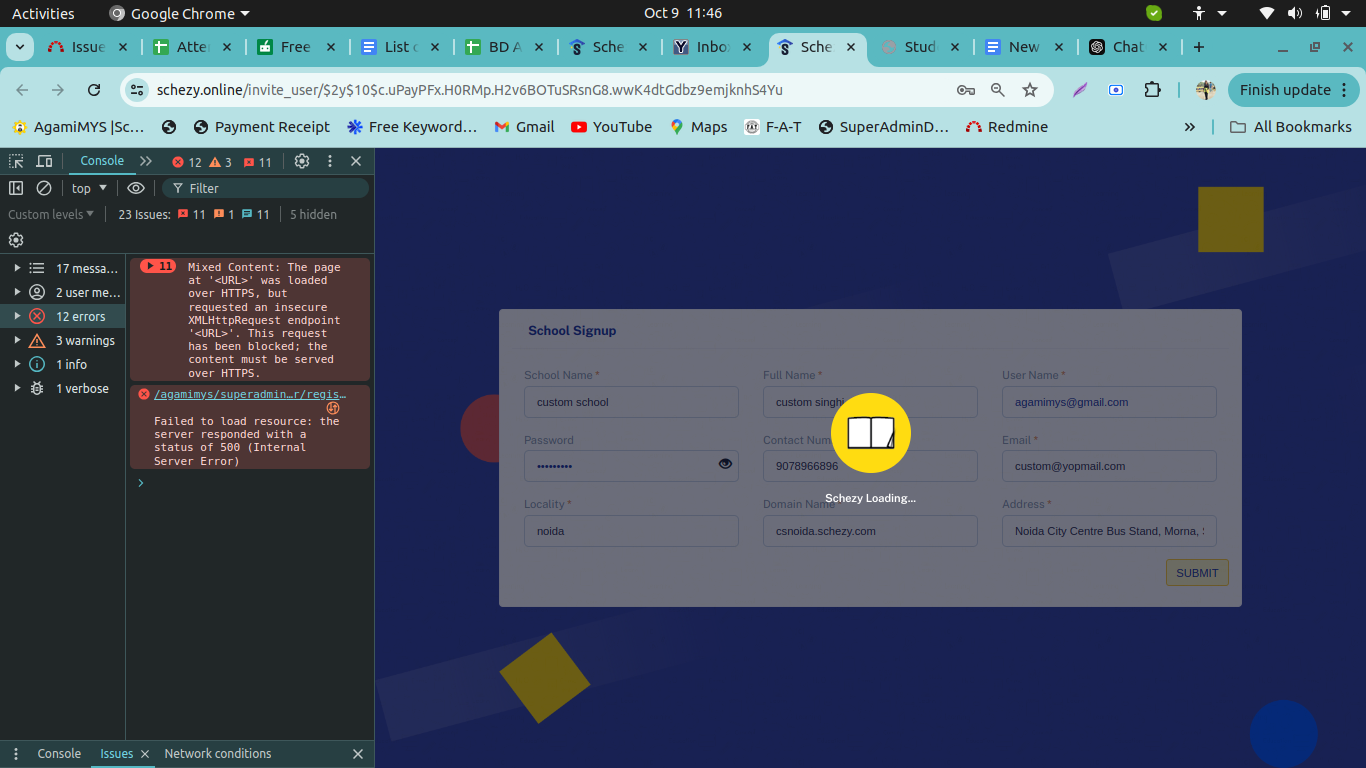 Activities
Google Chrome
Oct 9 11:46
Issue
Atter
Free
List o
BD A
Sche
Inbo
Sche
Stud
New
Chat
schezy.online/invite_user/$2y$10$c.uPayPFx.H0RMp.H2v6BOTuSRsnG8.wwK4dtGdbz9emjknhS4Yu
Finish update
AgamiMYS |Sc...
Payment Receipt
Free Keyword...
Gmail
YouTube
Maps
F-A-T
SuperAdminD...
Redmine
All Bookmarks
Console
12
3
11
top
Filter
Custom levels
23 Issues: 11 1 11
5 hidden
17 messa...
2 user me...
12 errors
3 warnings
1 info
1 verbose
11
Mixed Content: The page
at '<URL>' was loaded
over HTTPS, but
requested an insecure
XMLHttpRequest endpoint
'<URL>'. This request
has been blocked; the
content must be served
over HTTPS.
/agamimys/superadmin…r/regis…
Failed to load resource: the
server responded with a
status of 500 (Internal
Server Error)
School Signup
School Name *
Full Name *
User Name *
custom school
custom singh
agamimys@gmail.com
Password
Contact Num
Email *
•••••••••
9078966896
custom@yopmail.com
Schezy Loading...
Locality *
Domain Name
Address *
noida
csnoida.schezy.com
Noida City Centre Bus Stand, Morna,
SUBMIT
Console
Issues
Network conditions